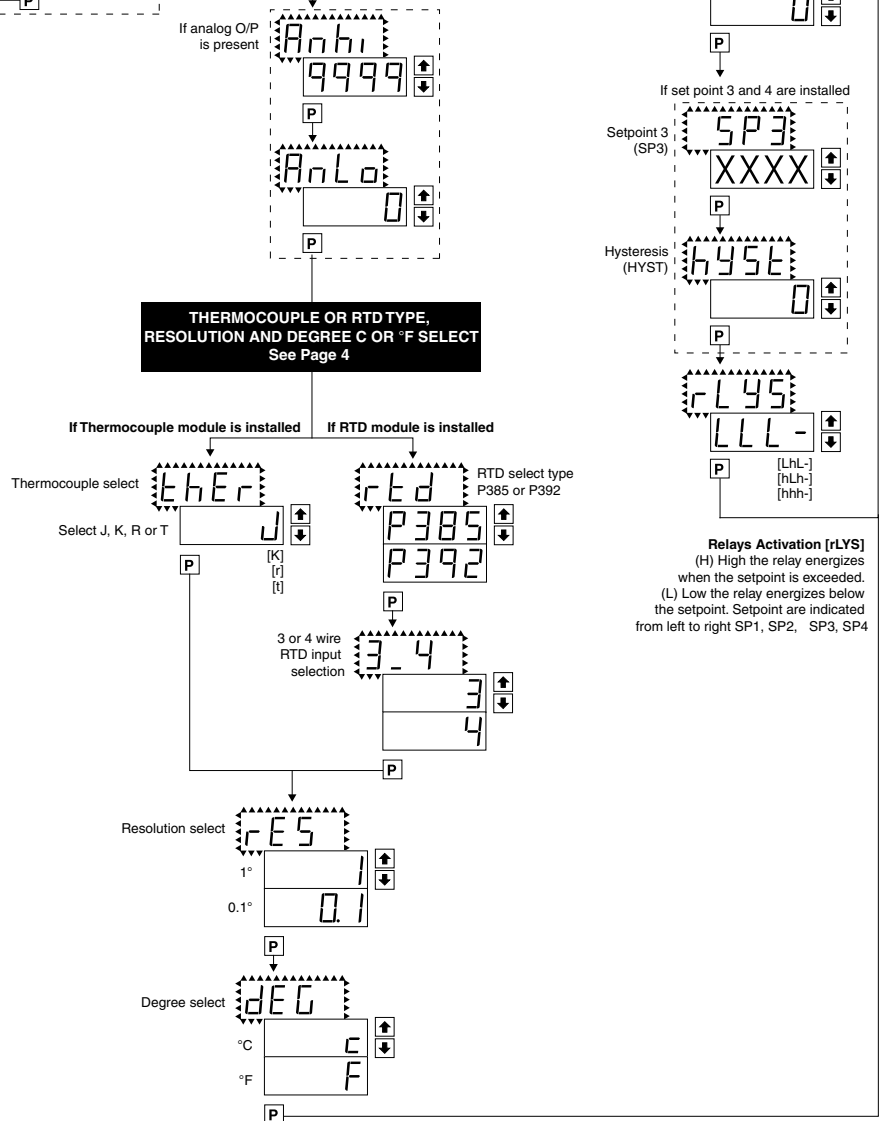 P
If analog O/P
is present
Anhi
9999
P
AnLo
0
P
THERMOCOUPLE OR RTD TYPE,
RESOLUTION AND DEGREE C OR °F SELECT
See Page 4
If Thermocouple module is installed
If RTD module is installed
Thermocouple select
thEr
Select J, K, R or T
J
[K]
[r]
[t]
P
rtd
RTD select type
P385 or P392
P385
P392
P
3 or 4 wire
RTD input
selection
3_4
3
4
P
Resolution select
rES
1°
1
0.1°
0.1
P
Degree select
dEG
°C
c
°F
F
P
0
P
If set point 3 and 4 are installed
Setpoint 3
(SP3)
SP3
XXXX
P
Hysteresis
(HYST)
hYSt
0
P
rLYS
LLL-
P
[LhL-]
[hLh-]
[hhh-]
Relays Activation [rLYS]
(H) High the relay energizes
when the setpoint is exceeded.
(L) Low the relay energizes below
the setpoint. Setpoint are indicated
from left to right SP1, SP2, SP3, SP4